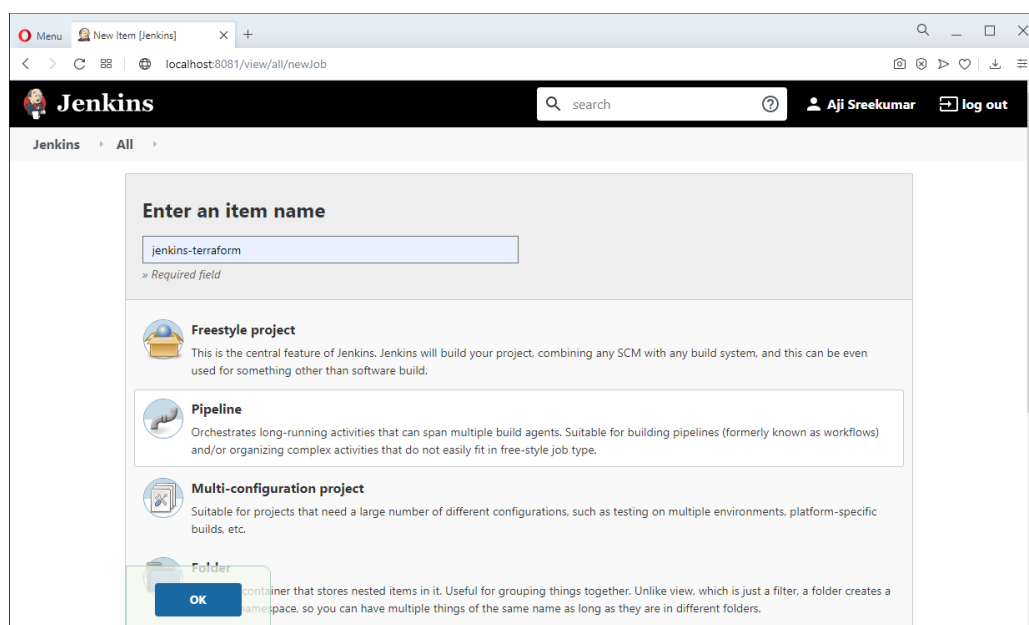 Menu
New Item [Jenkins]
localhost:8081/view/all/newJob
Jenkins
search
Aji Sreekumar
log out
Jenkins
All
Enter an item name
jenkins-terraform
» Required field
Freestyle project
This is the central feature of Jenkins. Jenkins will build your project, combining any SCM with any build system, and this can be even
used for something other than software build.
Pipeline
Orchestrates long-running activities that can span multiple build agents. Suitable for building pipelines (formerly known as workflows)
and/or organizing complex activities that do not easily fit in free-style job type.
Multi-configuration project
Suitable for projects that need a large number of different configurations, such as testing on multiple environments, platform-specific
builds, etc.
Folder
container that stores nested items in it. Useful for grouping things together. Unlike view, which is just a filter, a folder creates a
namespace, so you can have multiple things of the same name as long as they are in different folders.
OK